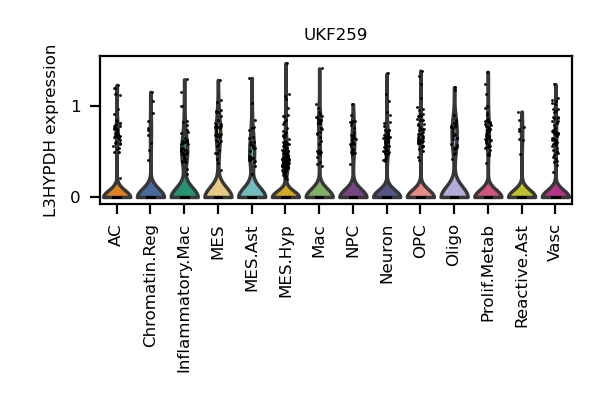 UKF259
L3HYPDH expression
1
0
AC
Chromatin.Reg
Inflammatory.Mac
MES
MES.Ast
MES.Hyp
Mac
NPC
Neuron
OPC
Oligo
Prolif.Metab
Reactive.Ast
Vasc